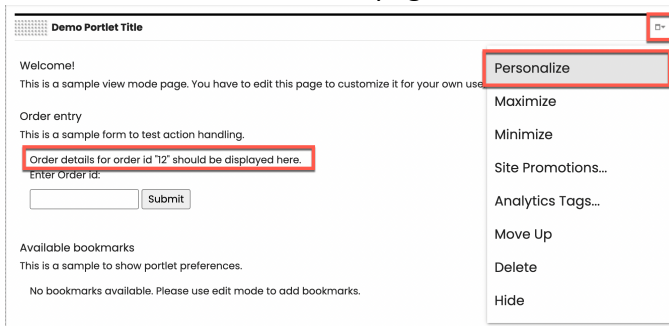 Demo Portlet Title
Welcome!
This is a sample view mode page. You have to edit this page to customize it for your own use
Order entry
This is a sample form to test action handling.
Order details for order id "12" should be displayed here.
Enter Order id:
Submit
Available bookmarks
This is a sample to show portlet preferences.
No bookmarks available. Please use edit mode to add bookmarks.
Personalize
Maximize
Minimize
Site Promotions...
Analytics Tags...
Move Up
Delete
Hide